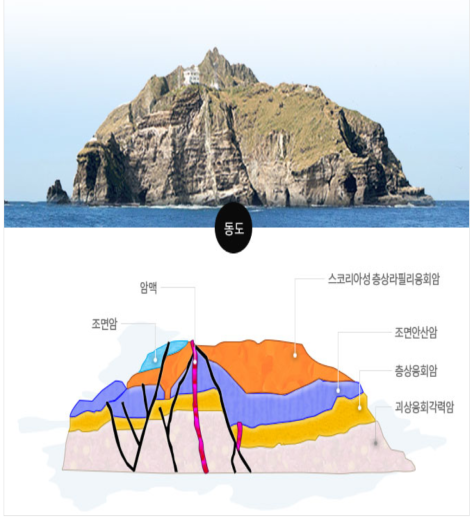 동도
스코리아성 층상라필리응회암
암맥
조면암
조면안산암
층상응회암
괴상응회각력암